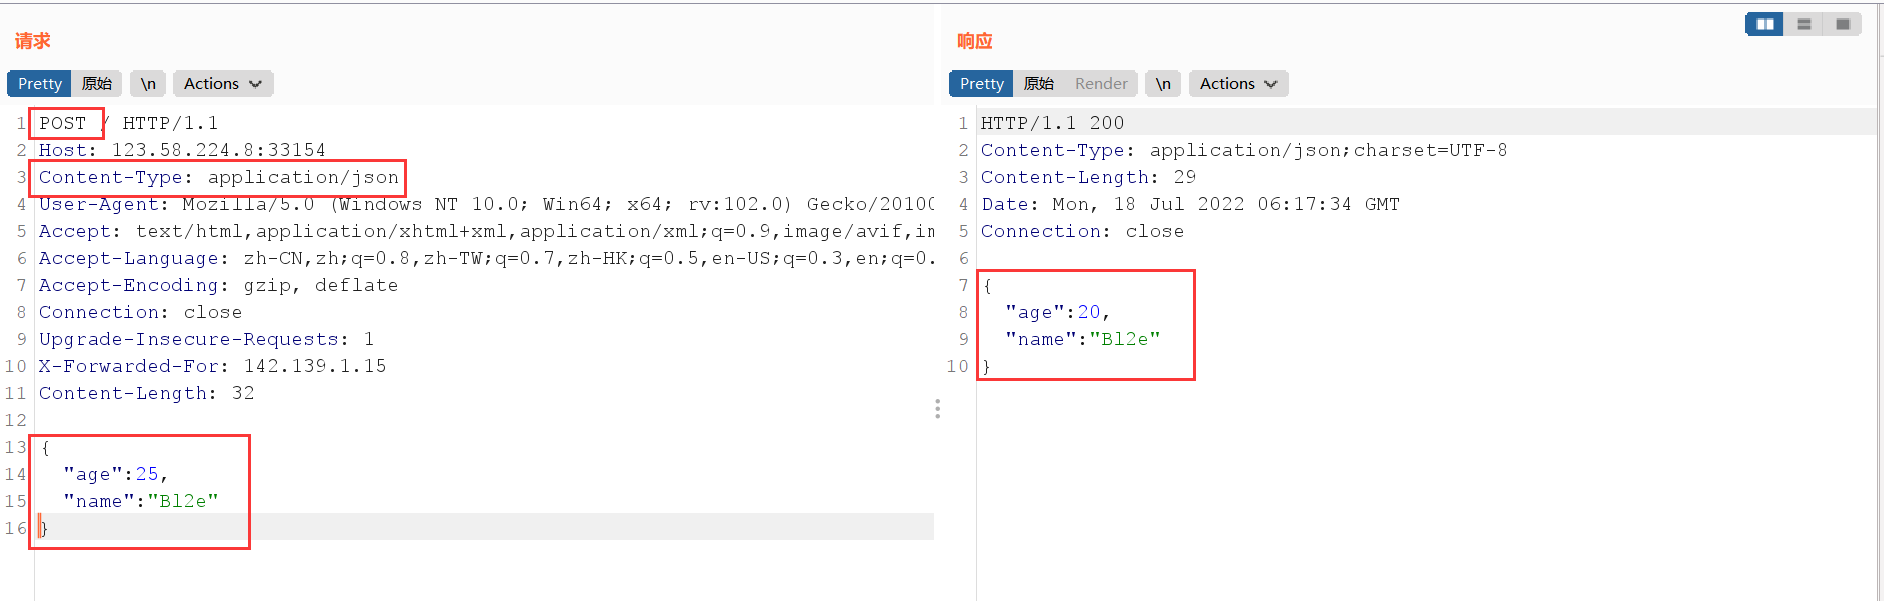 请求
Pretty 原始 \n Actions
1 POST / HTTP/1.1
2 Host: 123.58.224.8:33154
3 Content-Type: application/json
4 User-Agent: Mozilla/5.0 (Windows NT 10.0; Win64; x64; rv:102.0) Gecko/20100
5 Accept: text/html,application/xhtml+xml,application/xml;q=0.9,image/avif,im
6 Accept-Language: zh-CN,zh;q=0.8,zh-TW;q=0.7,zh-HK;q=0.5,en-US;q=0.3,en;q=0.
7 Accept-Encoding: gzip, deflate
8 Connection: close
9 Upgrade-Insecure-Requests: 1
10 X-Forwarded-For: 142.139.1.15
11 Content-Length: 32
12
13 {
14 "age":25,
15 "name":"Bl2e"
16 }
响应
Pretty 原始 Render \n Actions
1 HTTP/1.1 200
2 Content-Type: application/json;charset=UTF-8
3 Content-Length: 29
4 Date: Mon, 18 Jul 2022 06:17:34 GMT
5 Connection: close
6
7 {
8 "age":20,
9 "name":"Bl2e"
10 }